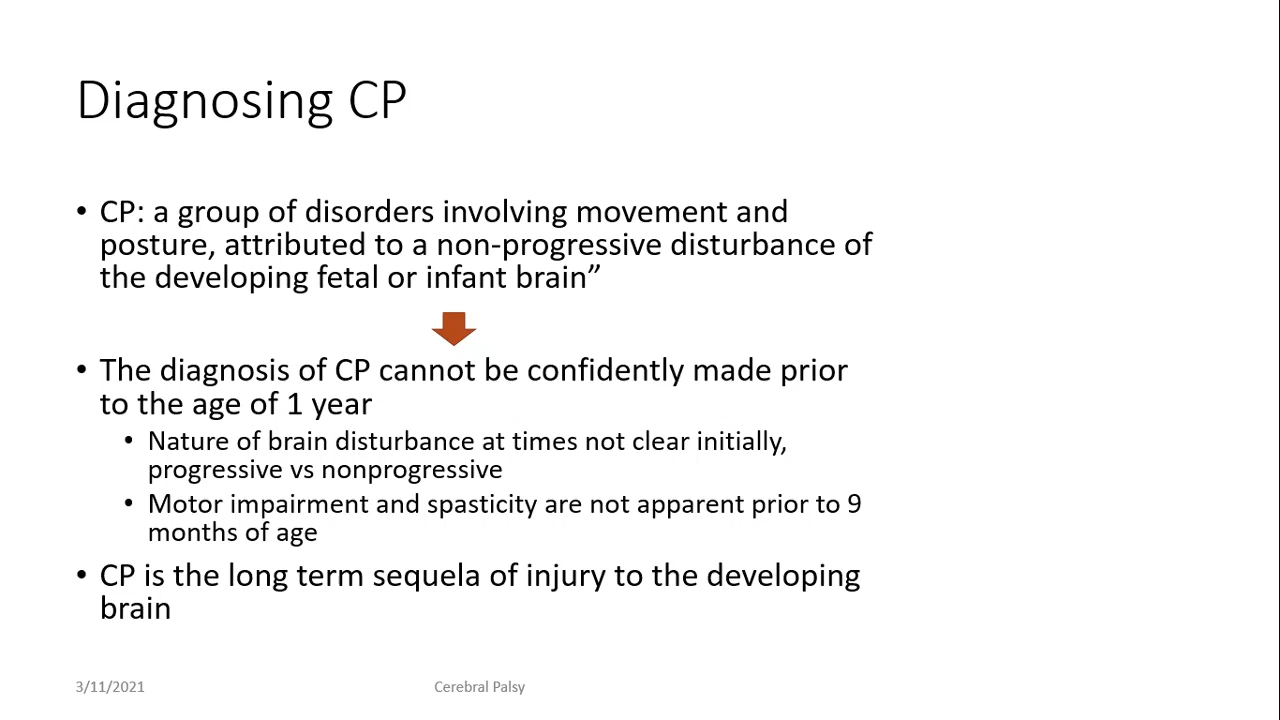 Diagnosing CP
• CP: a group of disorders involving movement and
posture, attributed to a non-progressive disturbance of
the developing fetal or infant brain”
• The diagnosis of CP cannot be confidently made prior
to the age of 1 year
• Nature of brain disturbance at times not clear initially,
progressive vs nonprogressive
• Motor impairment and spasticity are not apparent prior to 9
months of age
• CP is the long term sequela of injury to the developing
brain
3/11/2021
Cerebral Palsy